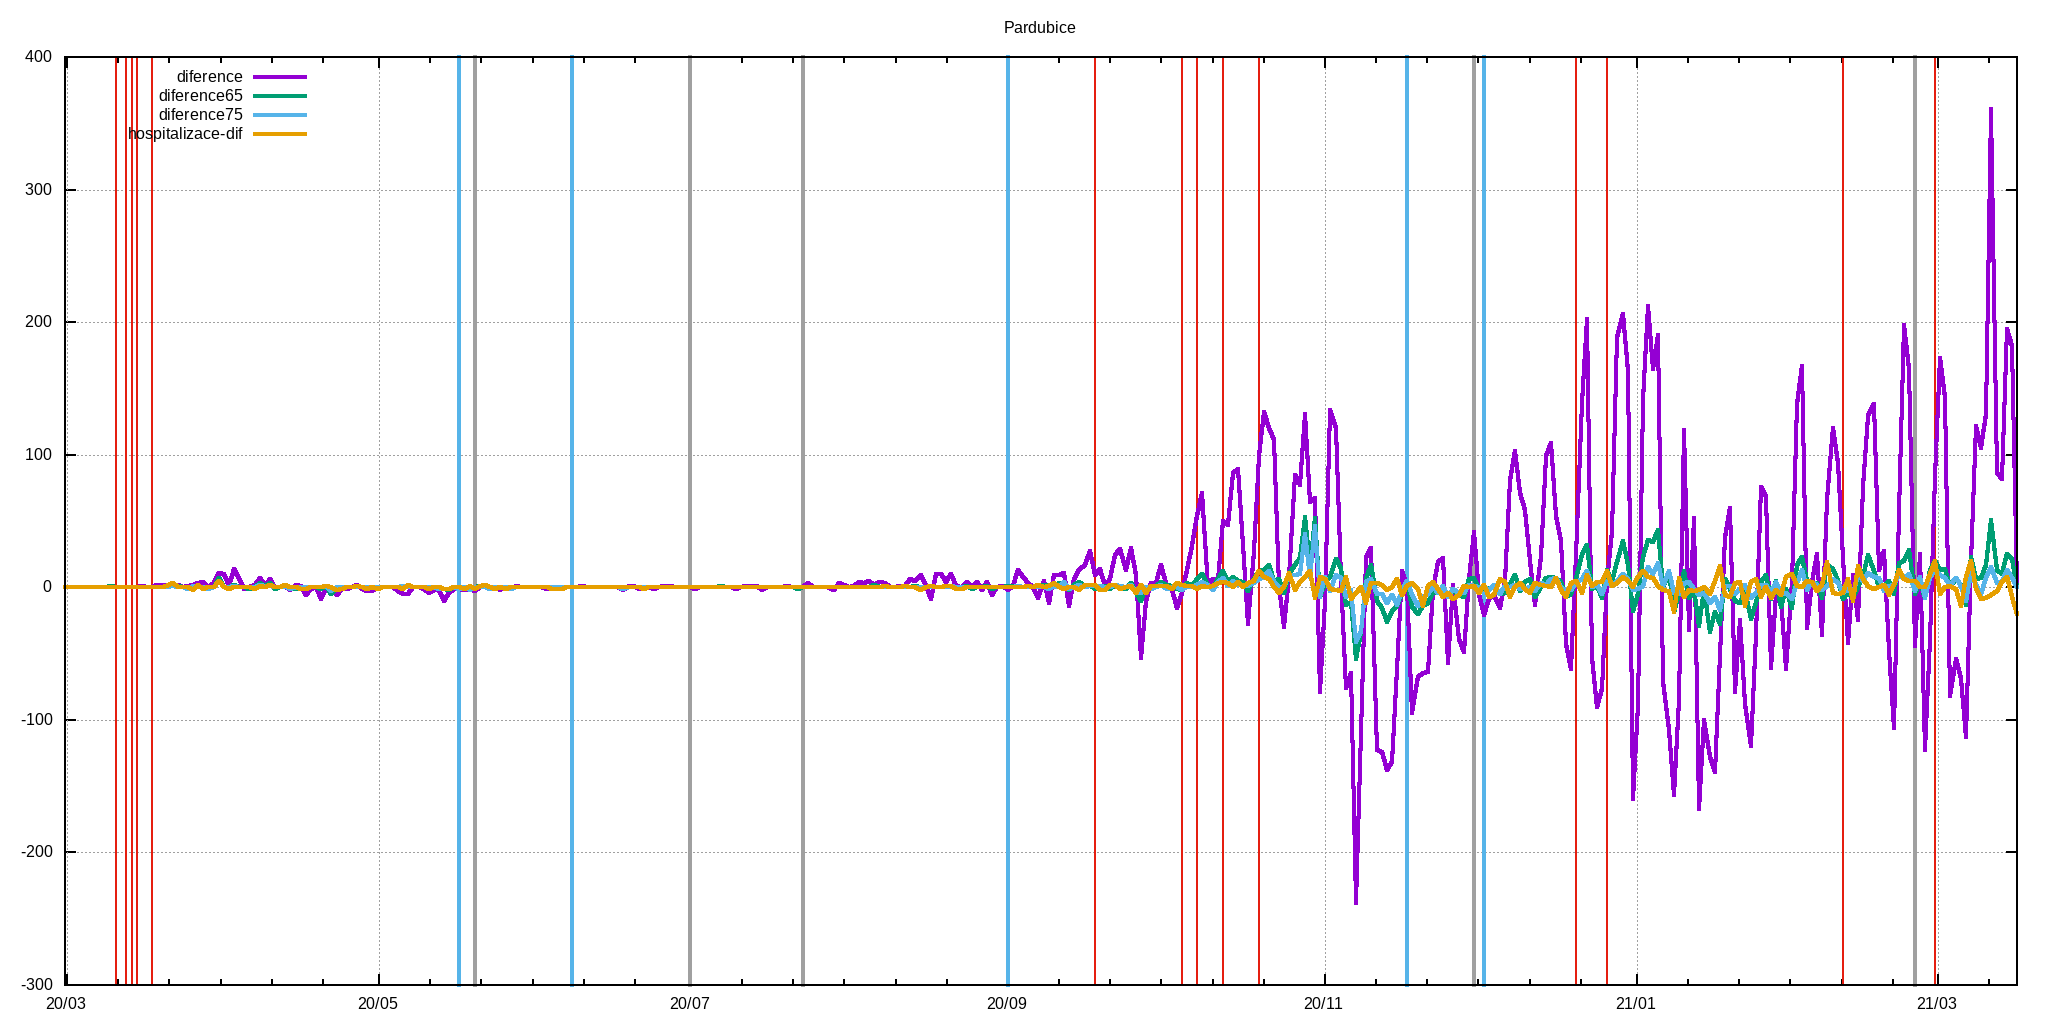 Pardubice
400
diference
diference65
diference75
hospitalizace-dif
300
200
100
0
-100
-200
-300
20/03 20/05 20/07 20/09 20/11 21/01 21/03